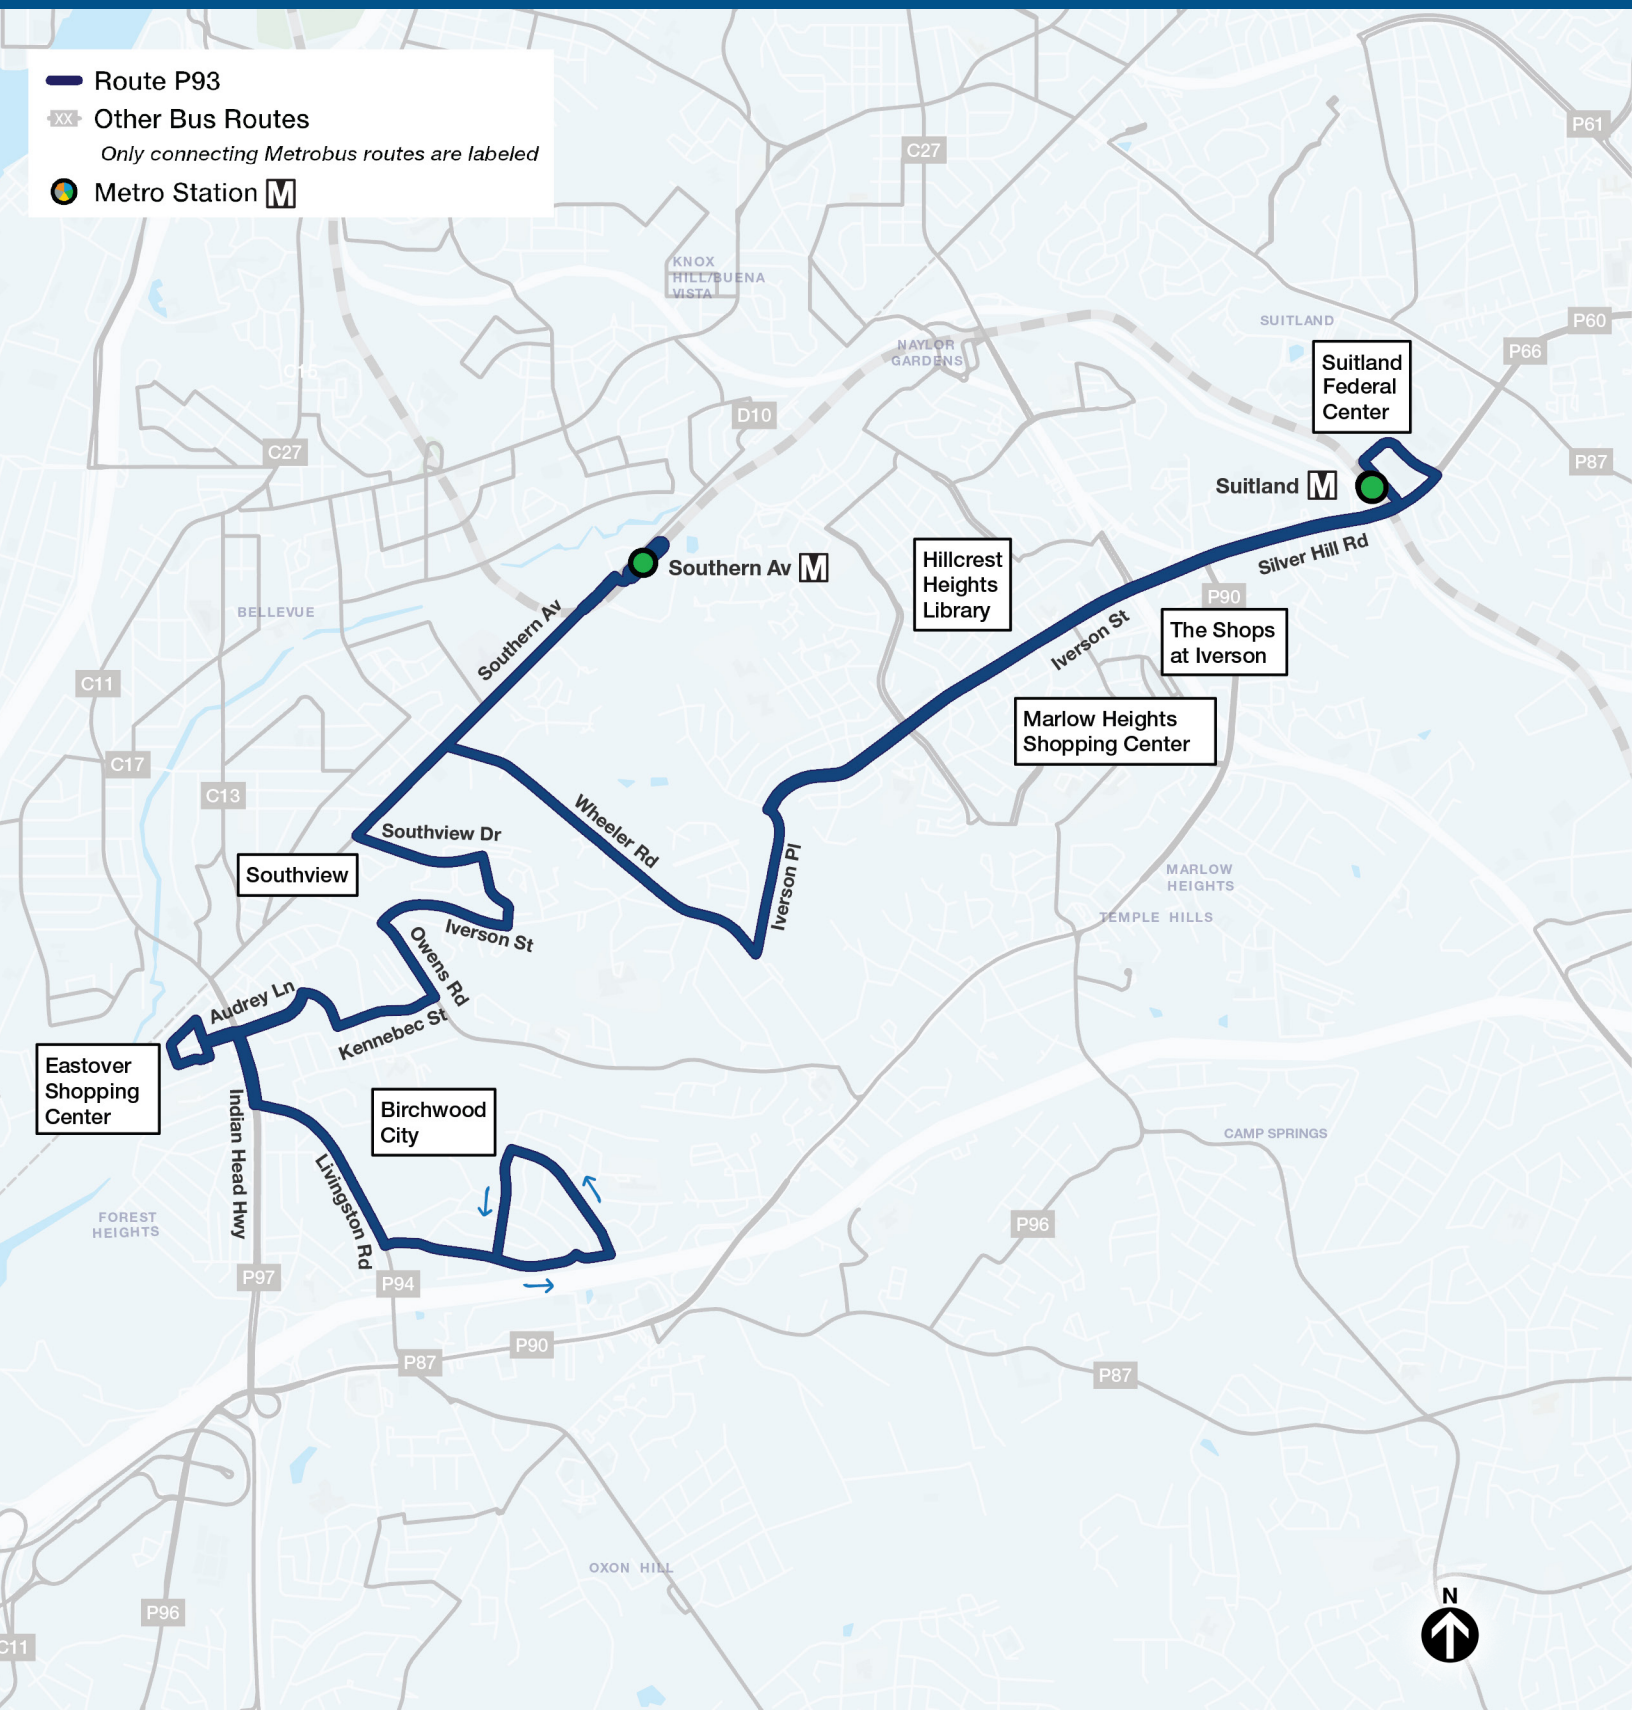 Route P93
XX
Other Bus Routes
Only connecting Metrobus routes are labeled
Metro Station M
C27
P61
KNOX
HILL/BUENA
VISTA
SUITLAND
P60
NAYLOR
GARDENS
P66
Suitland
Federal
Center
C15
D10
C27
P87
Suitland M
Southern Av M
Silver Hill Rd
Hillcrest
Heights
Library
P90
BELLEVUE
Southern Av
Iverson St
The Shops
at Iverson
C11
Marlow Heights
Shopping Center
C17
C13
Wheeler Rd
Southview Dr
Southview
Iverson Pl
MARLOW
HEIGHTS
TEMPLE HILLS
Iverson St
Owens Rd
Audrey Ln
Kennebec St
Eastover
Shopping
Center
Indian Head Hwy
Birchwood
City
CAMP SPRINGS
Livingston Rd
FOREST
HEIGHTS
P96
P97
P94
P90
P87
P87
OXON HILL
P96
C11
N